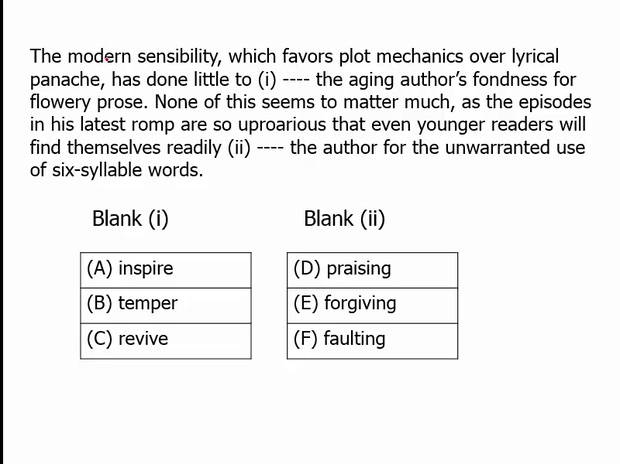 The modern sensibility, which favors plot mechanics over lyrical
panache, has done little to (i) ---- the aging author's fondness for
flowery prose. None of this seems to matter much, as the episodes
in his latest romp are so uproarious that even younger readers will
find themselves readily (ii) ---- the author for the unwarranted use
of six-syllable words.
Blank (i) Blank (ii)
(A) inspire (D) praising
(B) temper (E) forgiving
(C) revive (F) faulting